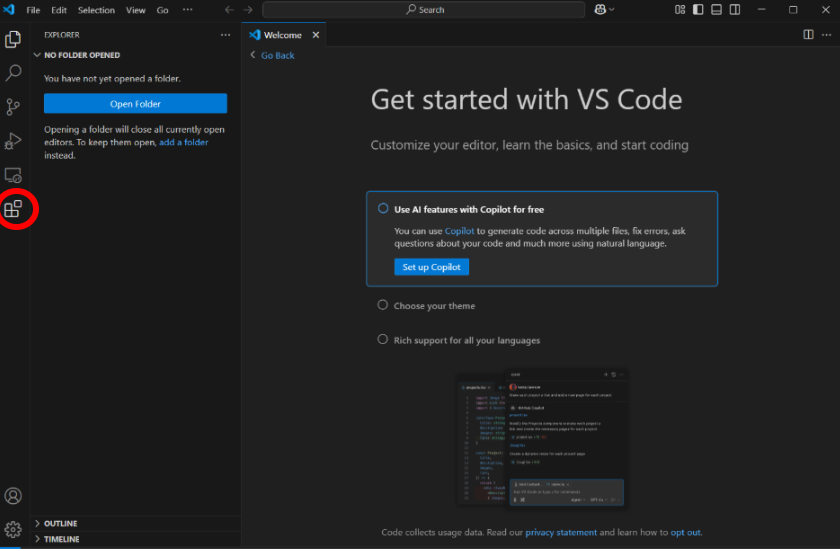 File Edit Selection View Go ··· Search
EXPLORER ···
Welcome
NO FOLDER OPENED
Go Back
You have not yet opened a folder.
Open Folder
Opening a folder will close all currently open
editors. To keep them open, add a folder
instead.
Get started with VS Code
Customize your editor, learn the basics, and start coding
Use AI features with Copilot for free
You can use Copilot to generate code across multiple files, fix errors, ask
questions about your code and much more using natural language.
Set up Copilot
Choose your theme
Rich support for all your languages
GitHub Copilot
OUTLINE
TIMELINE
Code collects usage data. Read our privacy statement and learn how to opt out.